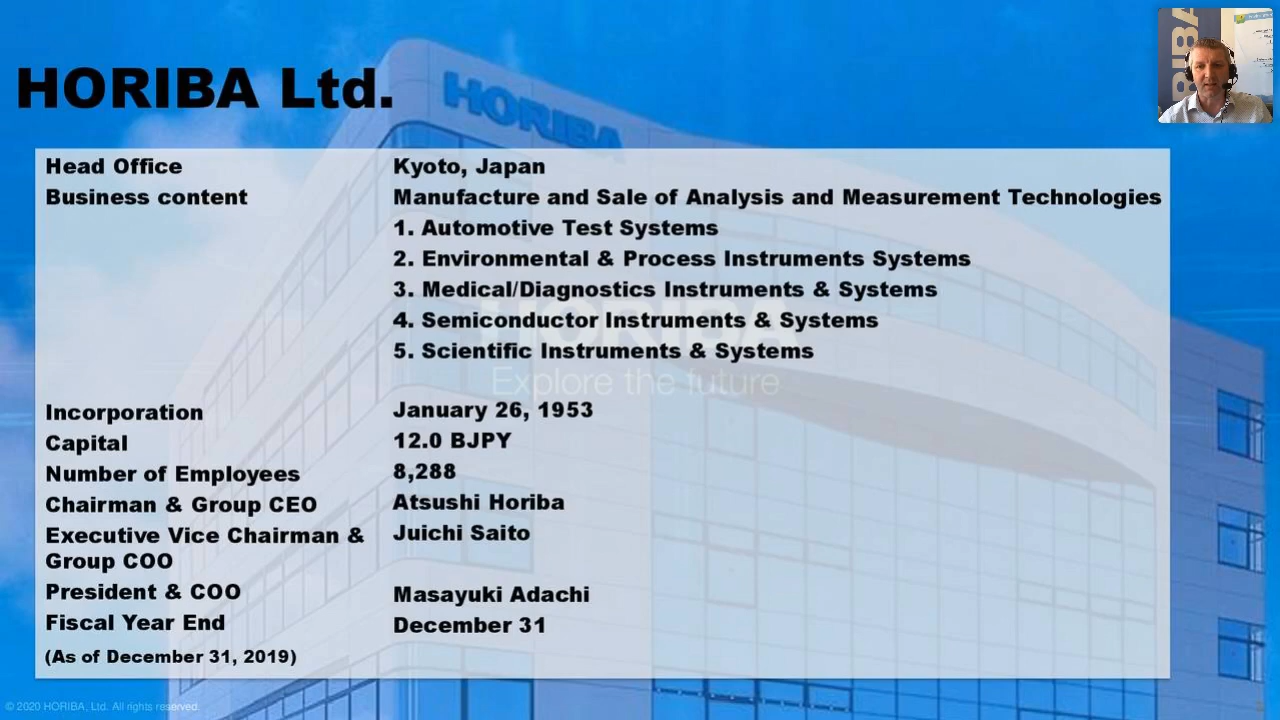 HORIBA Ltd.
HORIBA
Head Office Kyoto, Japan
Business content Manufacture and Sale of Analysis and Measurement Technologies
1. Automotive Test Systems
2. Environmental & Process Instruments Systems
3. Medical/Diagnostics Instruments & Systems
4. Semiconductor Instruments & Systems
5. Scientific Instruments & Systems
HORIBA
Explore the future
Incorporation January 26, 1953
Capital 12.0 BJPY
Number of Employees 8,288
Chairman & Group CEO Atsushi Horiba
Executive Vice Chairman & Juichi Saito
Group COO
President & COO Masayuki Adachi
Fiscal Year End December 31
(As of December 31, 2019)
© 2020 HORIBA, Ltd. All rights reserved.